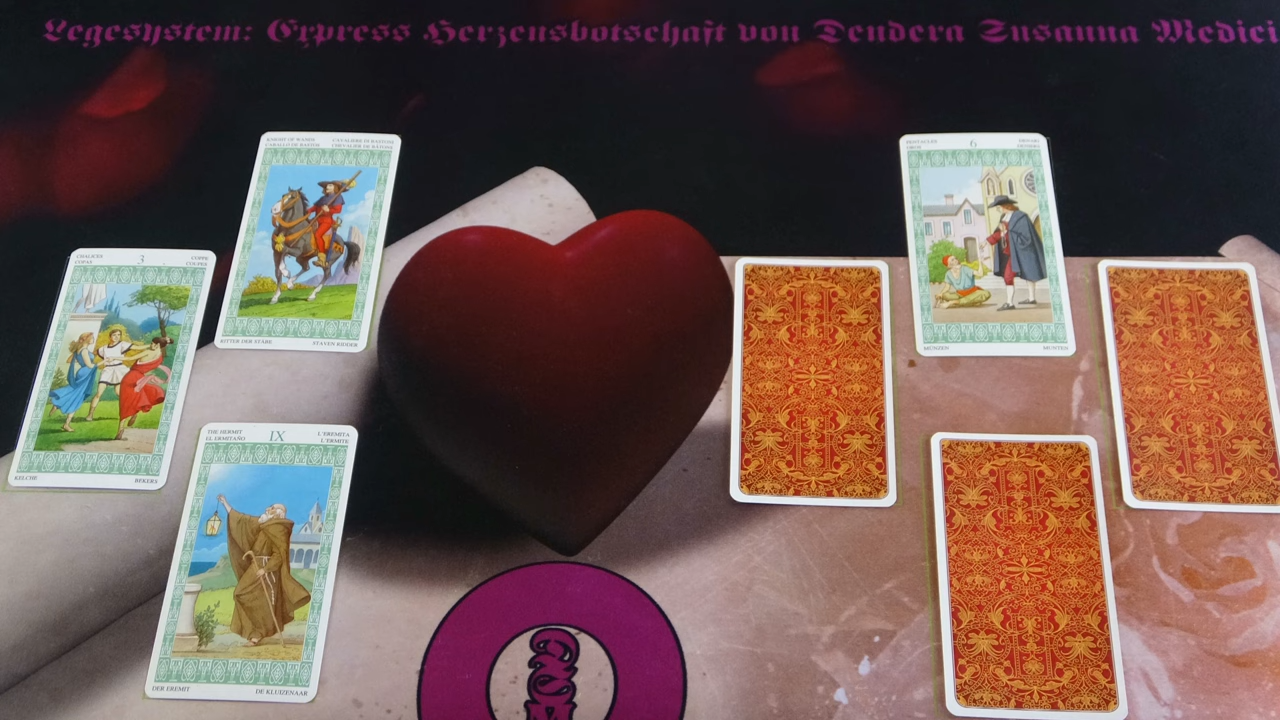 Legesystem: Express Herzensbotschaft von Dendera Susanna Medici
KNIGHT OF WANDS CAVALIERE DI BASTONI
CABALLO DE BASTOS CHEVALIER DE BATONS
RITTER DER STÄBE STAVEN RIDDER
PENTACLES 6 DENARI
OROS DENIERS
MÜNZEN MUNTEN
CHALICES 3 COPPE
COPAS COUPES
KELCHE BEKERS
THE HERMIT IX L'EREMITA
EL ERMITAÑO L'ERMITE
DER EREMIT DE KLUIZENAAR